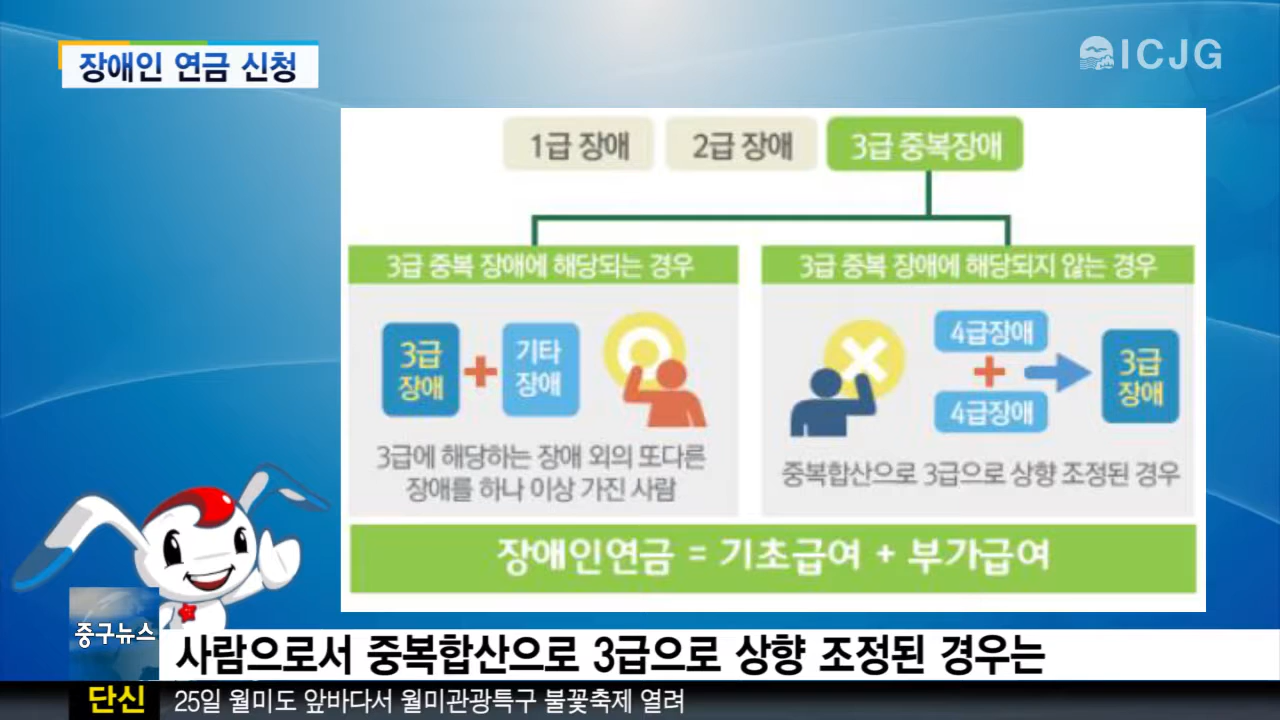 장애인 연금 신청
ICJG
1급 장애
2급 장애
3급 중복장애
3급 중복 장애에 해당되는 경우
3급 중복 장애에 해당되지 않는 경우
3급
장애
+
기타
장애
3급에 해당하는 장애 외의 또다른
장애를 하나 이상 가진 사람
4급장애
+
4급장애
3급
장애
중복합산으로 3급으로 상향 조정된 경우
장애인연금 = 기초급여 + 부가급여
중구뉴스
사람으로서 중복합산으로 3급으로 상향 조정된 경우는
단신
25일 월미도 앞바다서 월미관광특구 불꽃축제 열려